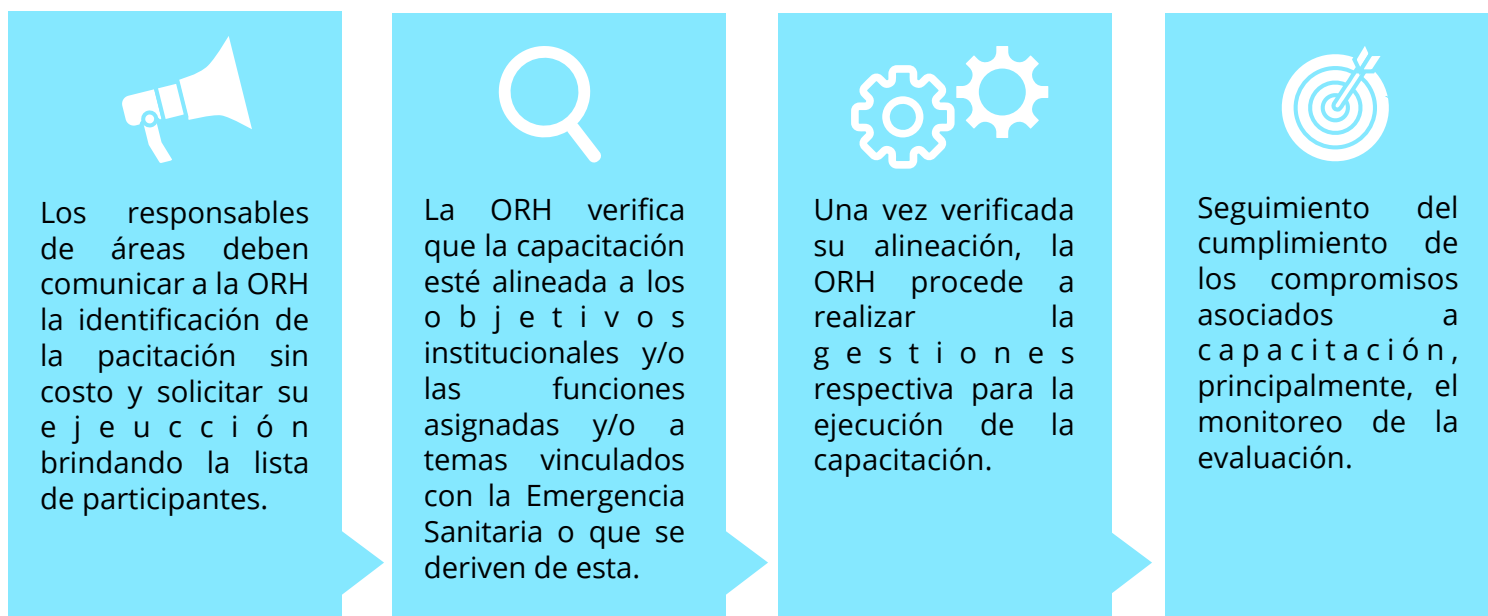 Los responsables
de áreas deben
comunicar a la ORH
la identificación de
la pacitación sin
costo y solicitar su
ejeucción
brindando la lista
de participantes.
La ORH verifica
que la capacitación
esté alineada a los
objetivos
institucionales y/o
las funciones
asignadas y/o a
temas vinculados
con la Emergencia
Sanitaria o que se
deriven de esta.
Una vez verificada
su alineación, la
ORH procede a
realizar la
gestiones
respectiva para la
ejecución de la
capacitación.
Seguimiento del
cumplimiento de
los compromisos
asociados a
capacitación,
principalmente, el
monitoreo de la
evaluación.